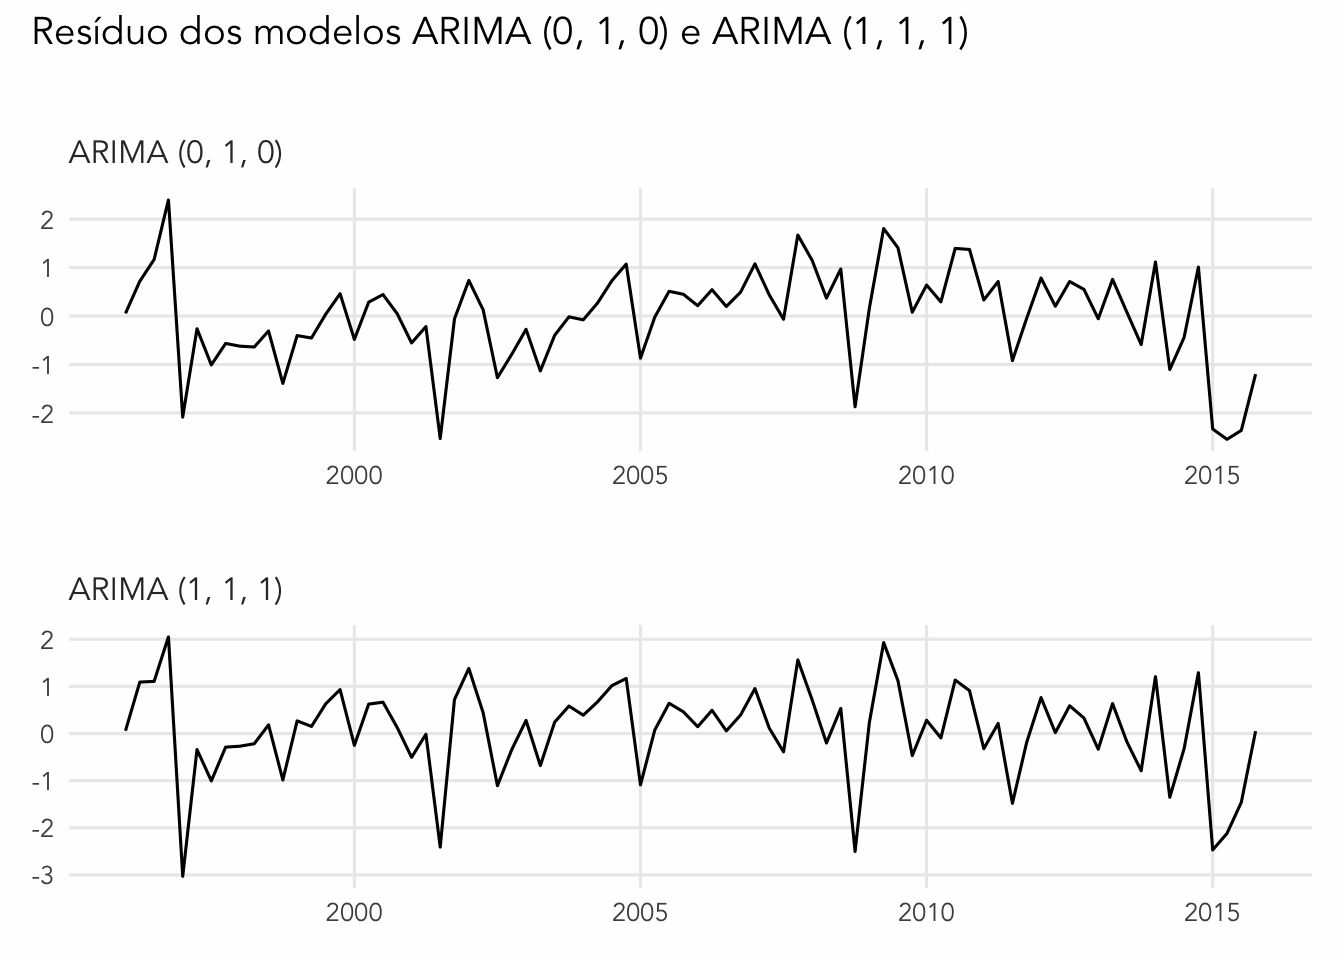 Resíduo dos modelos ARIMA (0, 1, 0) e ARIMA (1, 1, 1)
ARIMA (0, 1, 0)
2
1
0
-1
-2
2000 2005 2010 2015
ARIMA (1, 1, 1)
2
1
0
-1
-2
-3
2000 2005 2010 2015